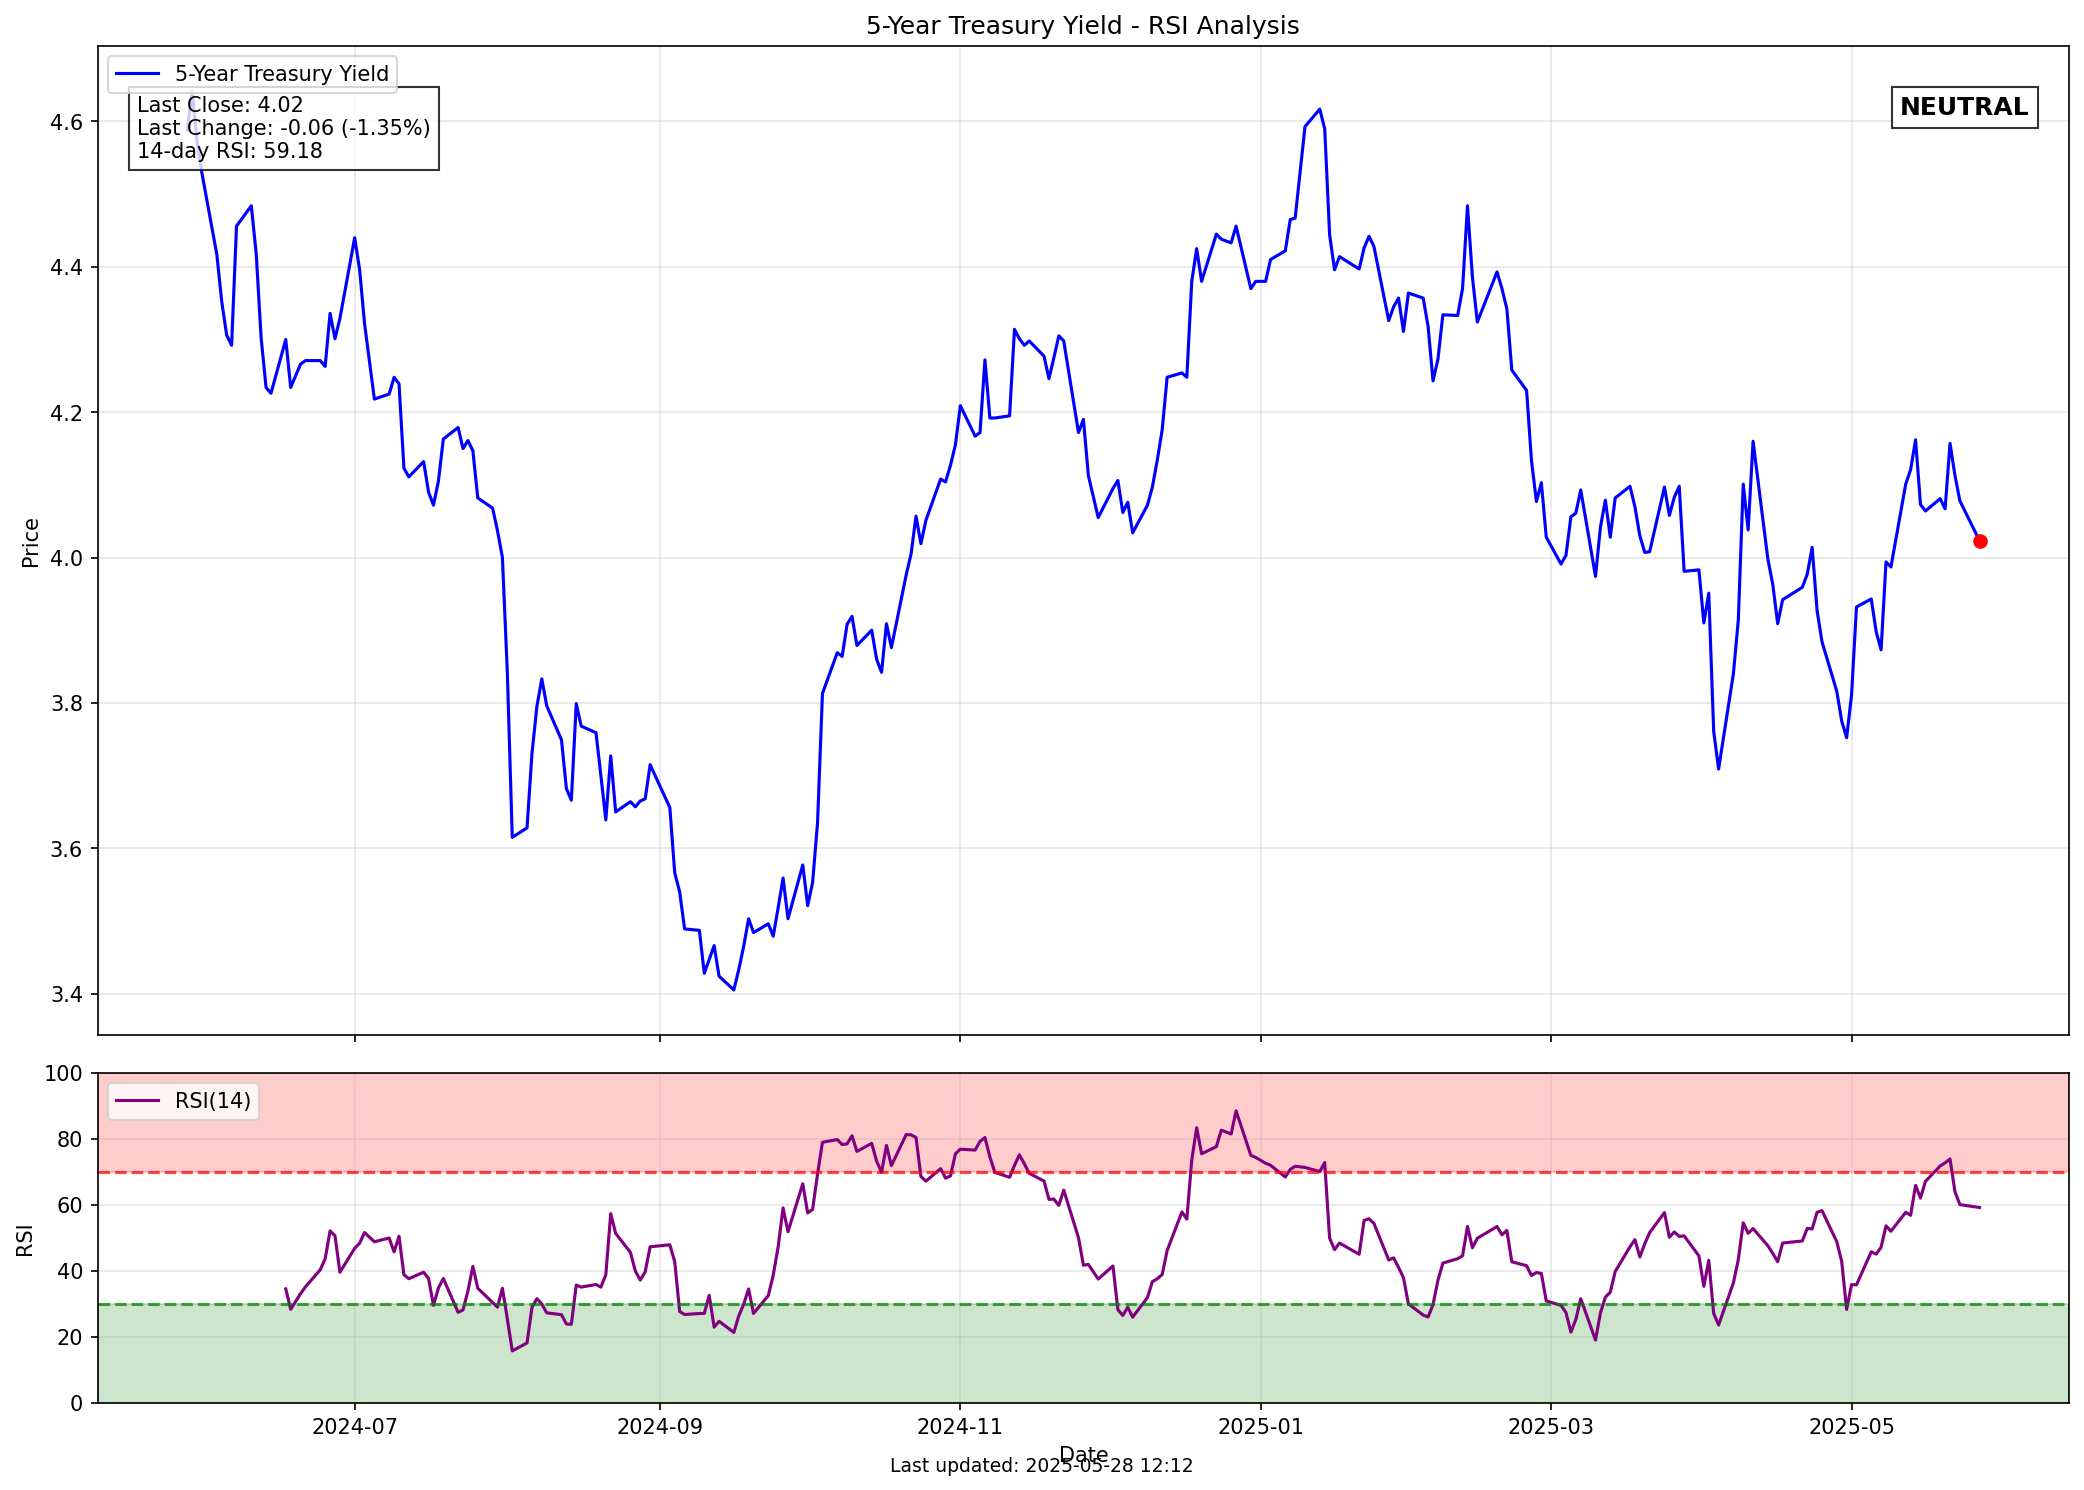 5-Year Treasury Yield - RSI Analysis
5-Year Treasury Yield
Last Close: 4.02
Last Change: -0.06 (-1.35%)
14-day RSI: 59.18
NEUTRAL
Price
4.6
4.4
4.2
4.0
3.8
3.6
3.4
RSI(14)
RSI
100
80
60
40
20
0
2024-07
2024-09
2024-11
2025-01
2025-03
2025-05
Date
Last updated: 2025-05-28 12:12